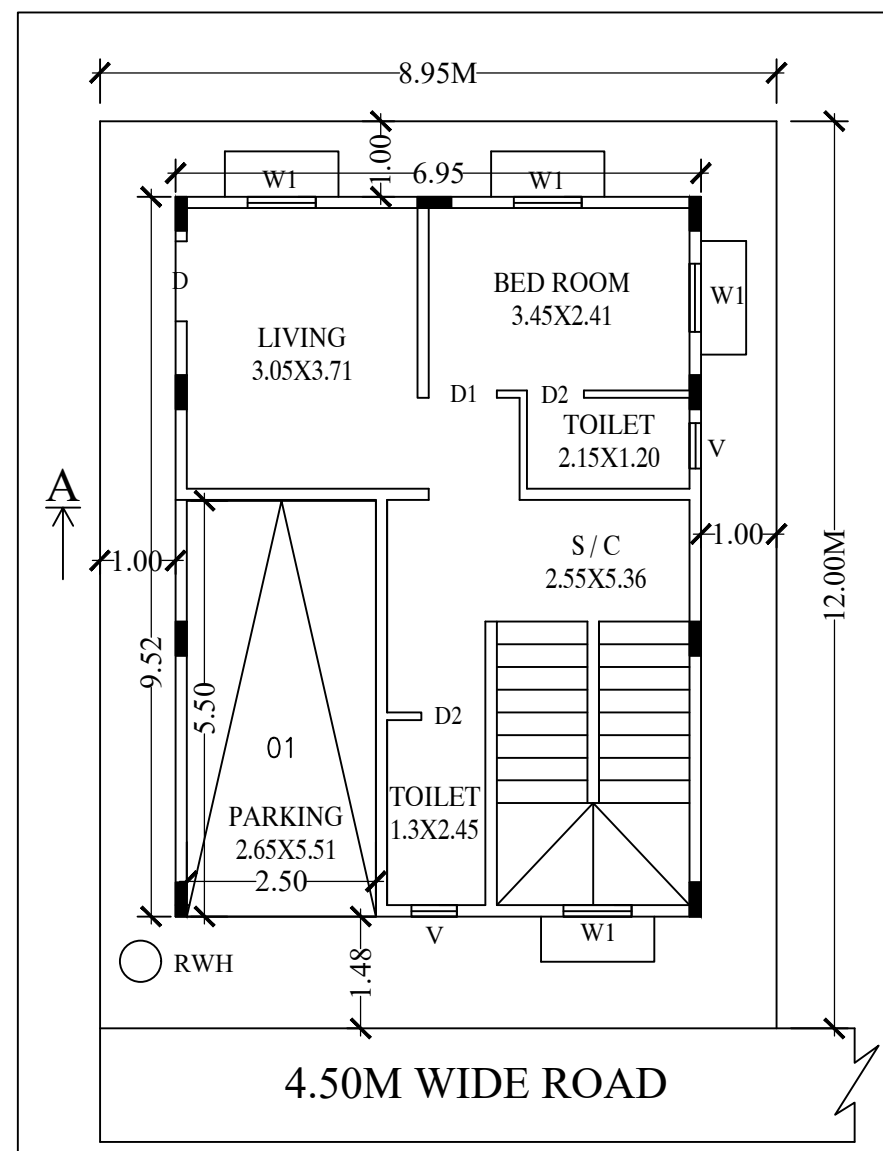 8.95M
1.00
6.95
W1
W1
D
BED ROOM
3.45X2.41
W1
LIVING
3.05X3.71
D1
D2
TOILET
2.15X1.20
V
A
S / C
2.55X5.36
1.00
1.00
12.00M
9.52
5.50
D2
01
TOILET
1.3X2.45
PARKING
2.65X5.51
2.50
V
W1
RWH
1.48
4.50M WIDE ROAD